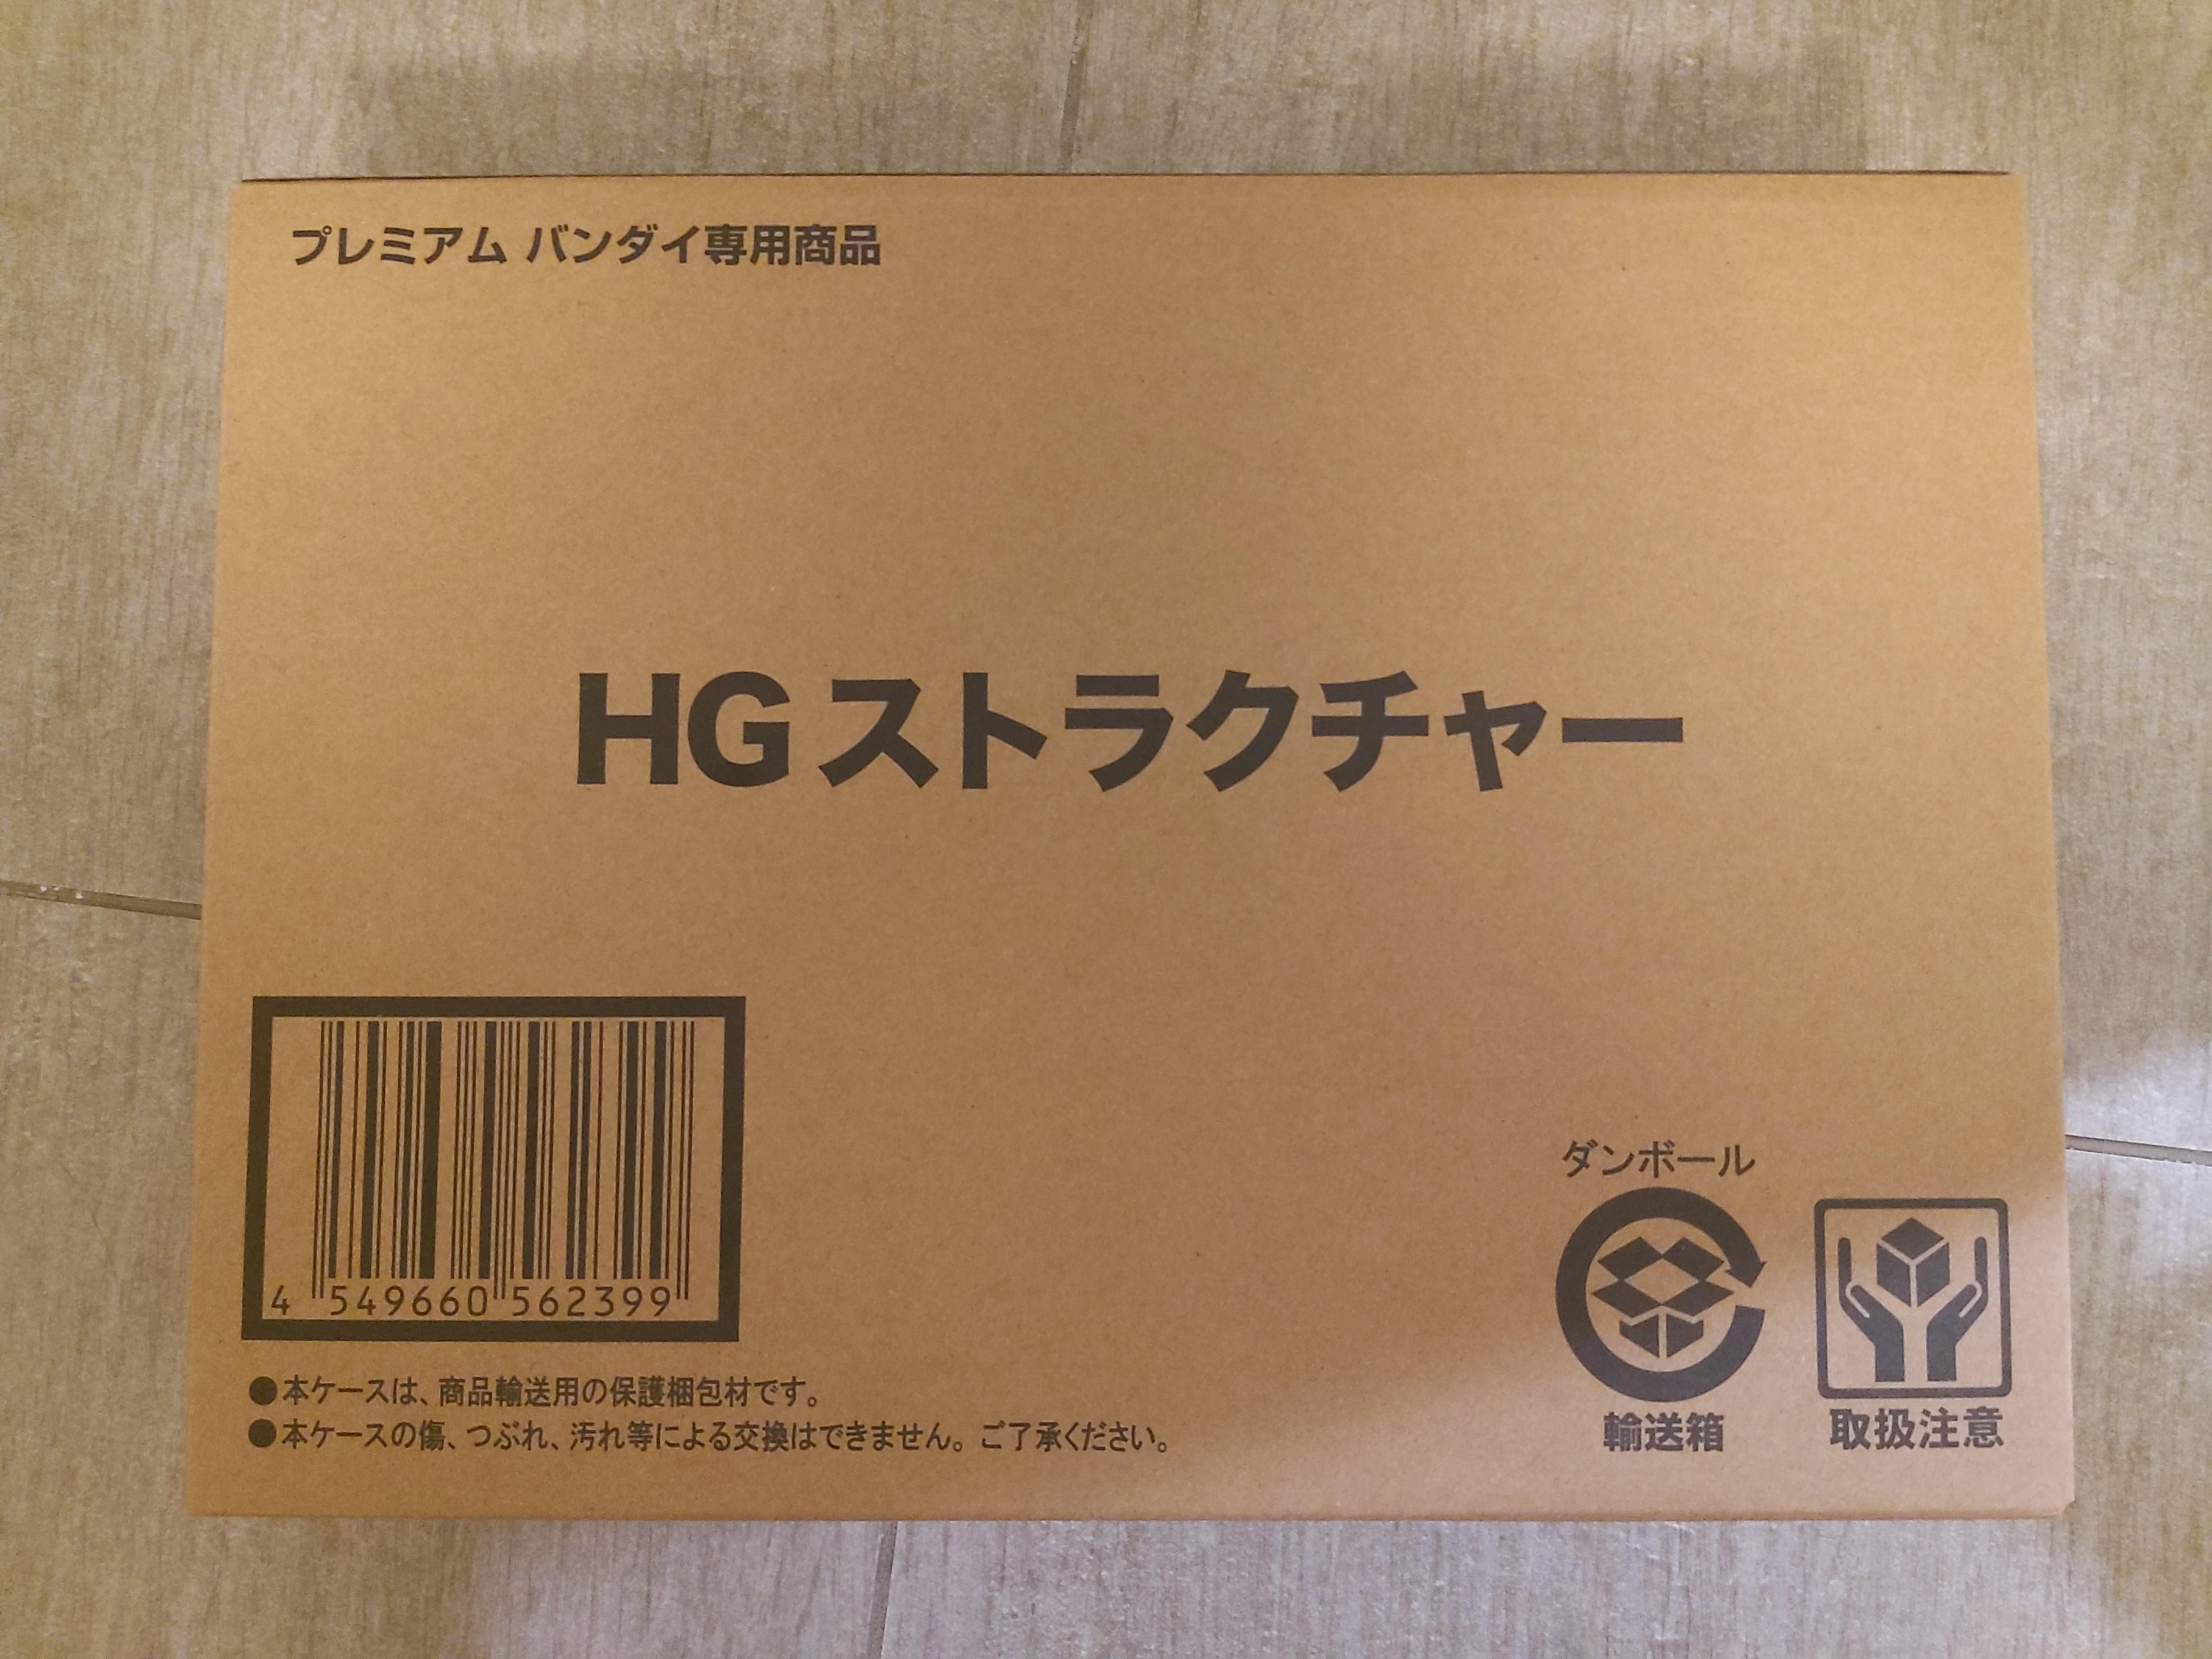 プレミアム バンダイ専用商品
HGストラクチャー
4 549660 562399
●本ケースは、商品輸送用の保護梱包材です。
●本ケースの傷、つぶれ、汚れ等による交換はできません。ご了承ください。
ダンボール
輸送箱
取扱注意